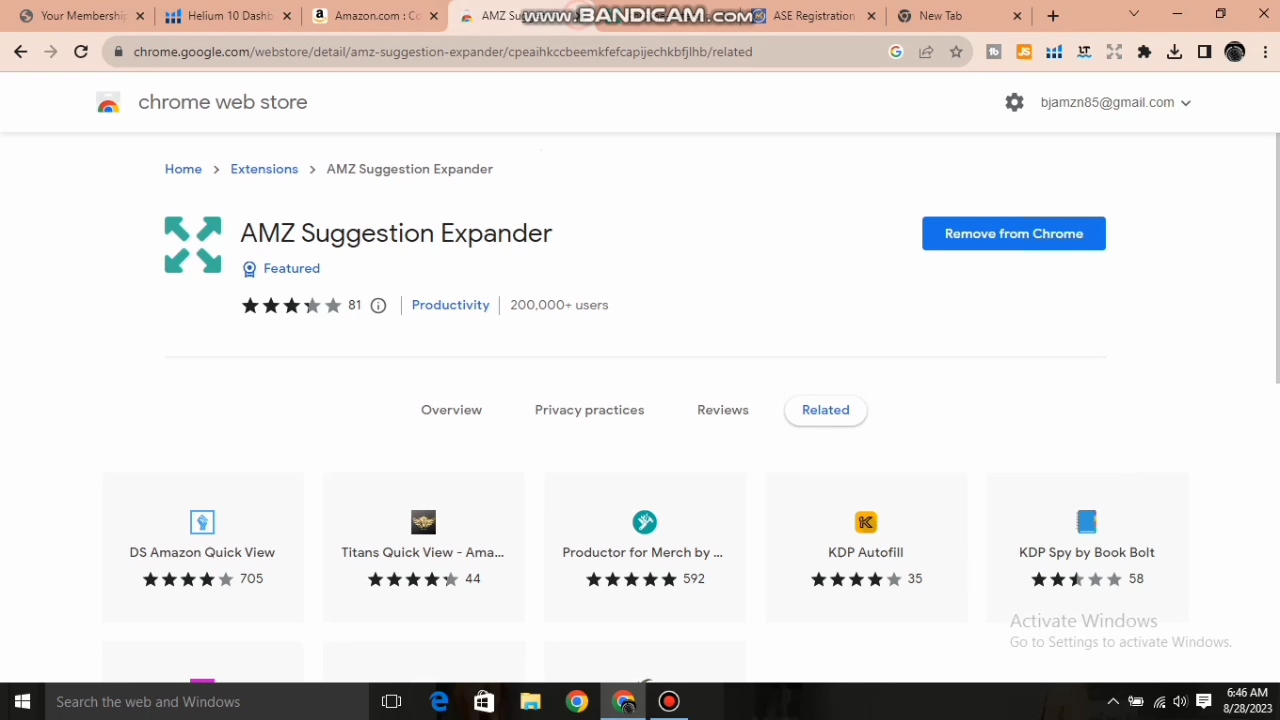 Your Membership
Helium 10 Dashb
Amazon.com : Co
AMZ Su
WWW.BANDICAM.COM
ASE Registration
New Tab
chrome.google.com/webstore/detail/amz-suggestion-expander/cpeaihkccbeemkfefcapijechkbfjlhb/related
chrome web store
bjamzn85@gmail.com
Home > Extensions > AMZ Suggestion Expander
AMZ Suggestion Expander
Remove from Chrome
Featured
81
Productivity
200,000+ users
Overview
Privacy practices
Reviews
Related
DS Amazon Quick View
705
Titans Quick View - Ama...
44
Productor for Merch by ...
592
KDP Autofill
35
KDP Spy by Book Bolt
58
Activate Windows
Go to Settings to activate Windows.
Search the web and Windows
6:46 AM
8/28/2023